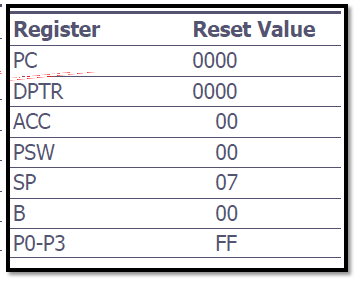 Register Reset Value
PC 0000
DPTR 0000
ACC 00
PSW 00
SP 07
B 00
P0-P3 FF